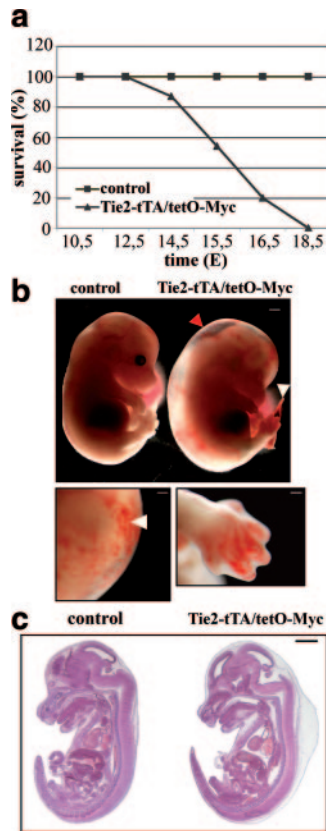 a
survival (%)
120
100
80
60
40
20
0
control
Tie2-tTA/tetO-Myc
10,5 12,5 14,5 15,5 16,5 18,5
time (E)
b
control Tie2-tTA/tetO-Myc
c
control Tie2-tTA/tetO-Myc